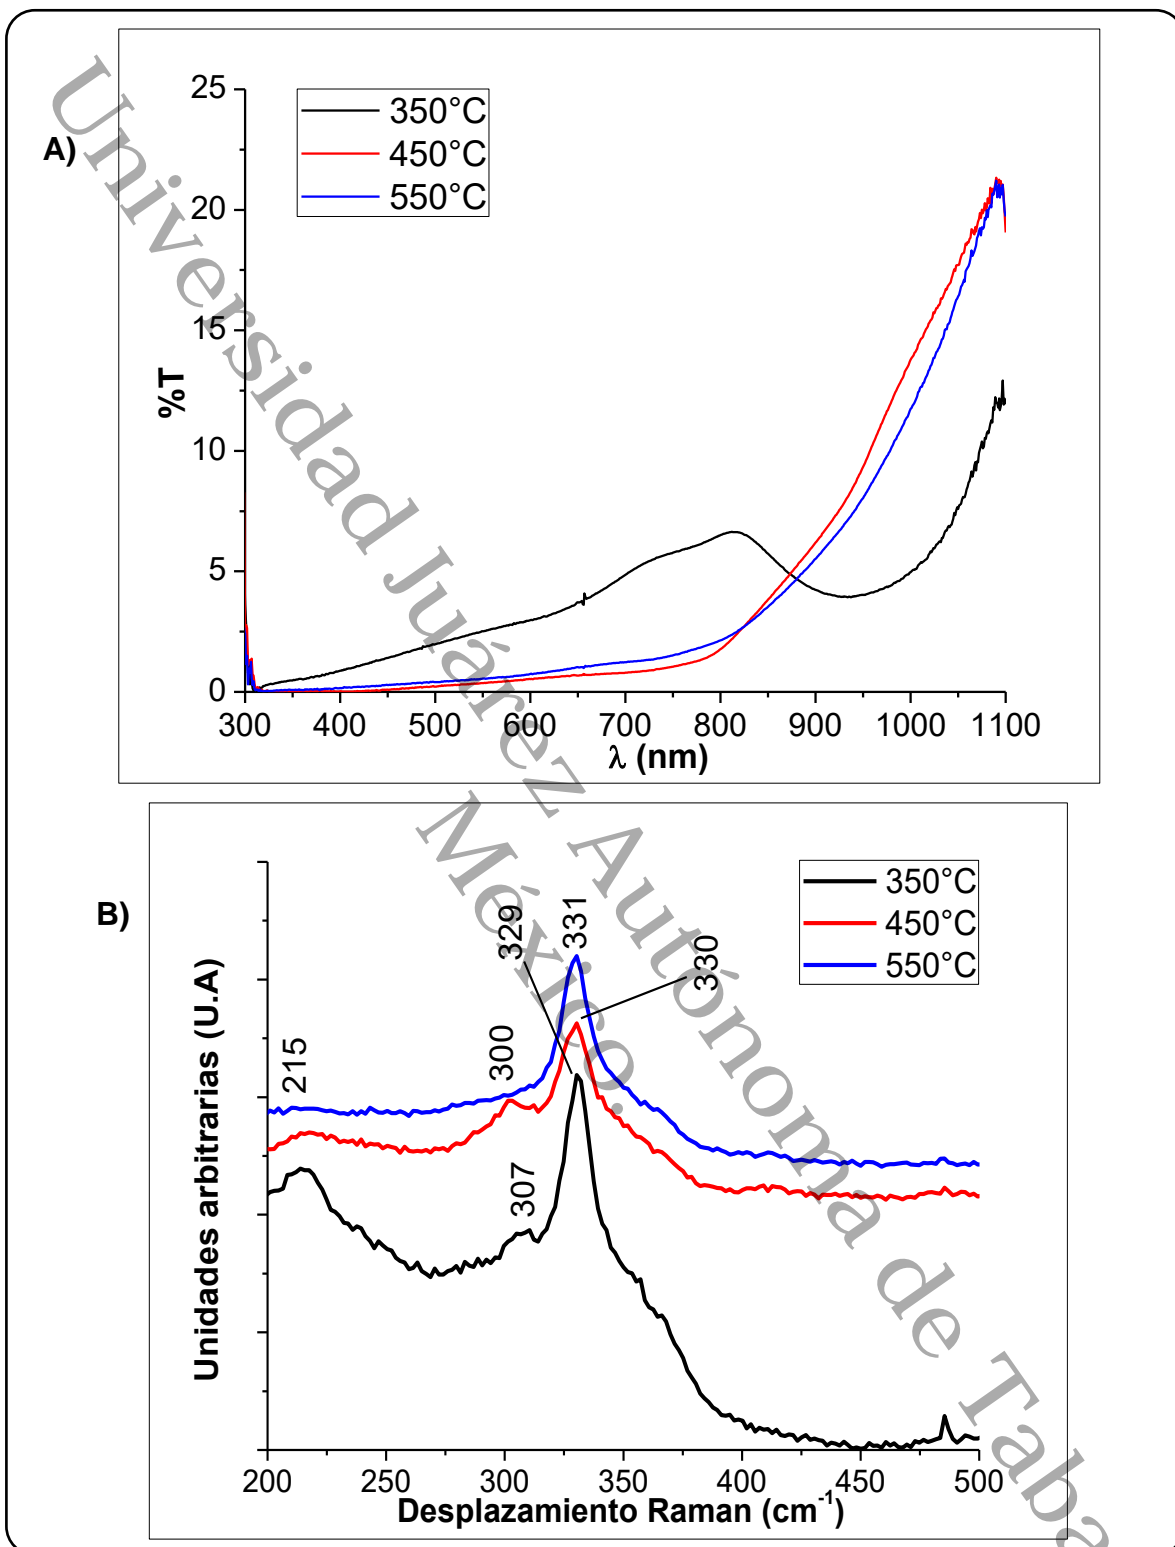 A)
25
20
15
10
5
0
%T
350°C
450°C
550°C
300 400 500 600 700 800 900 1000 1100
λ (nm)
B)
Unidades arbitrarias (U.A)
350°C
450°C
550°C
215
300
307
329
331
330
200 250 300 350 400 450 500
Desplazamiento Raman (cm⁻¹)
Universidad Juárez Autónoma de Taba
México.